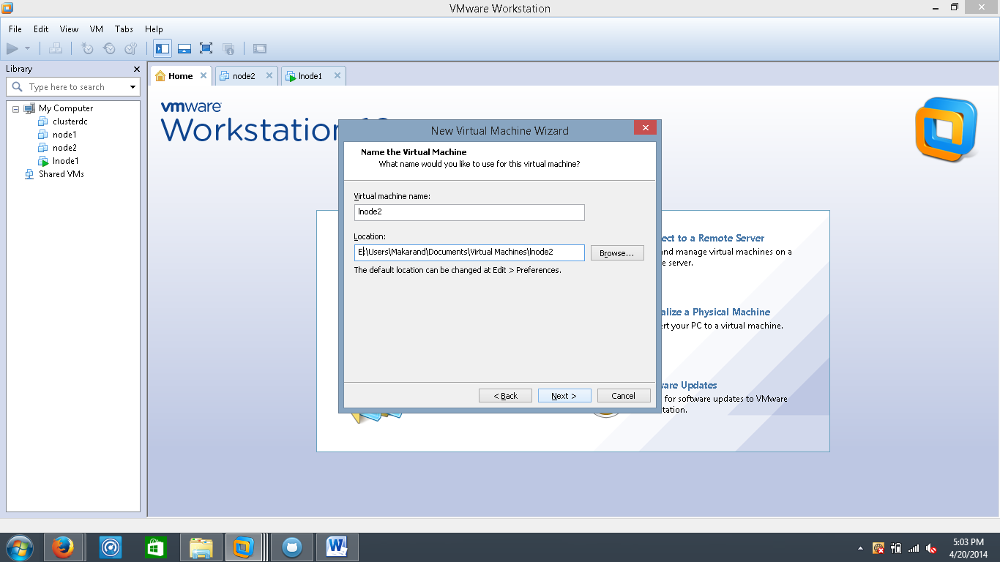 VMware Workstation
File Edit View VM Tabs Help
Library
Type here to search
My Computer
clusterdc
node1
node2
lnode1
Shared VMs
Home
node2
lnode1
vmware
Workstation
New Virtual Machine Wizard
Name the Virtual Machine
What name would you like to use for this virtual machine?
Virtual machine name:
lnode2
Location:
E:\Users\Makarand\Documents\Virtual Machines\lnode2
Browse...
The default location can be changed at Edit > Preferences.
< Back
Next >
Cancel
to a Remote Server
and manage virtual machines on a
server.
a Physical Machine
your PC to a virtual machine.
Updates
for software updates to VMware
5:03 PM
4/20/2014